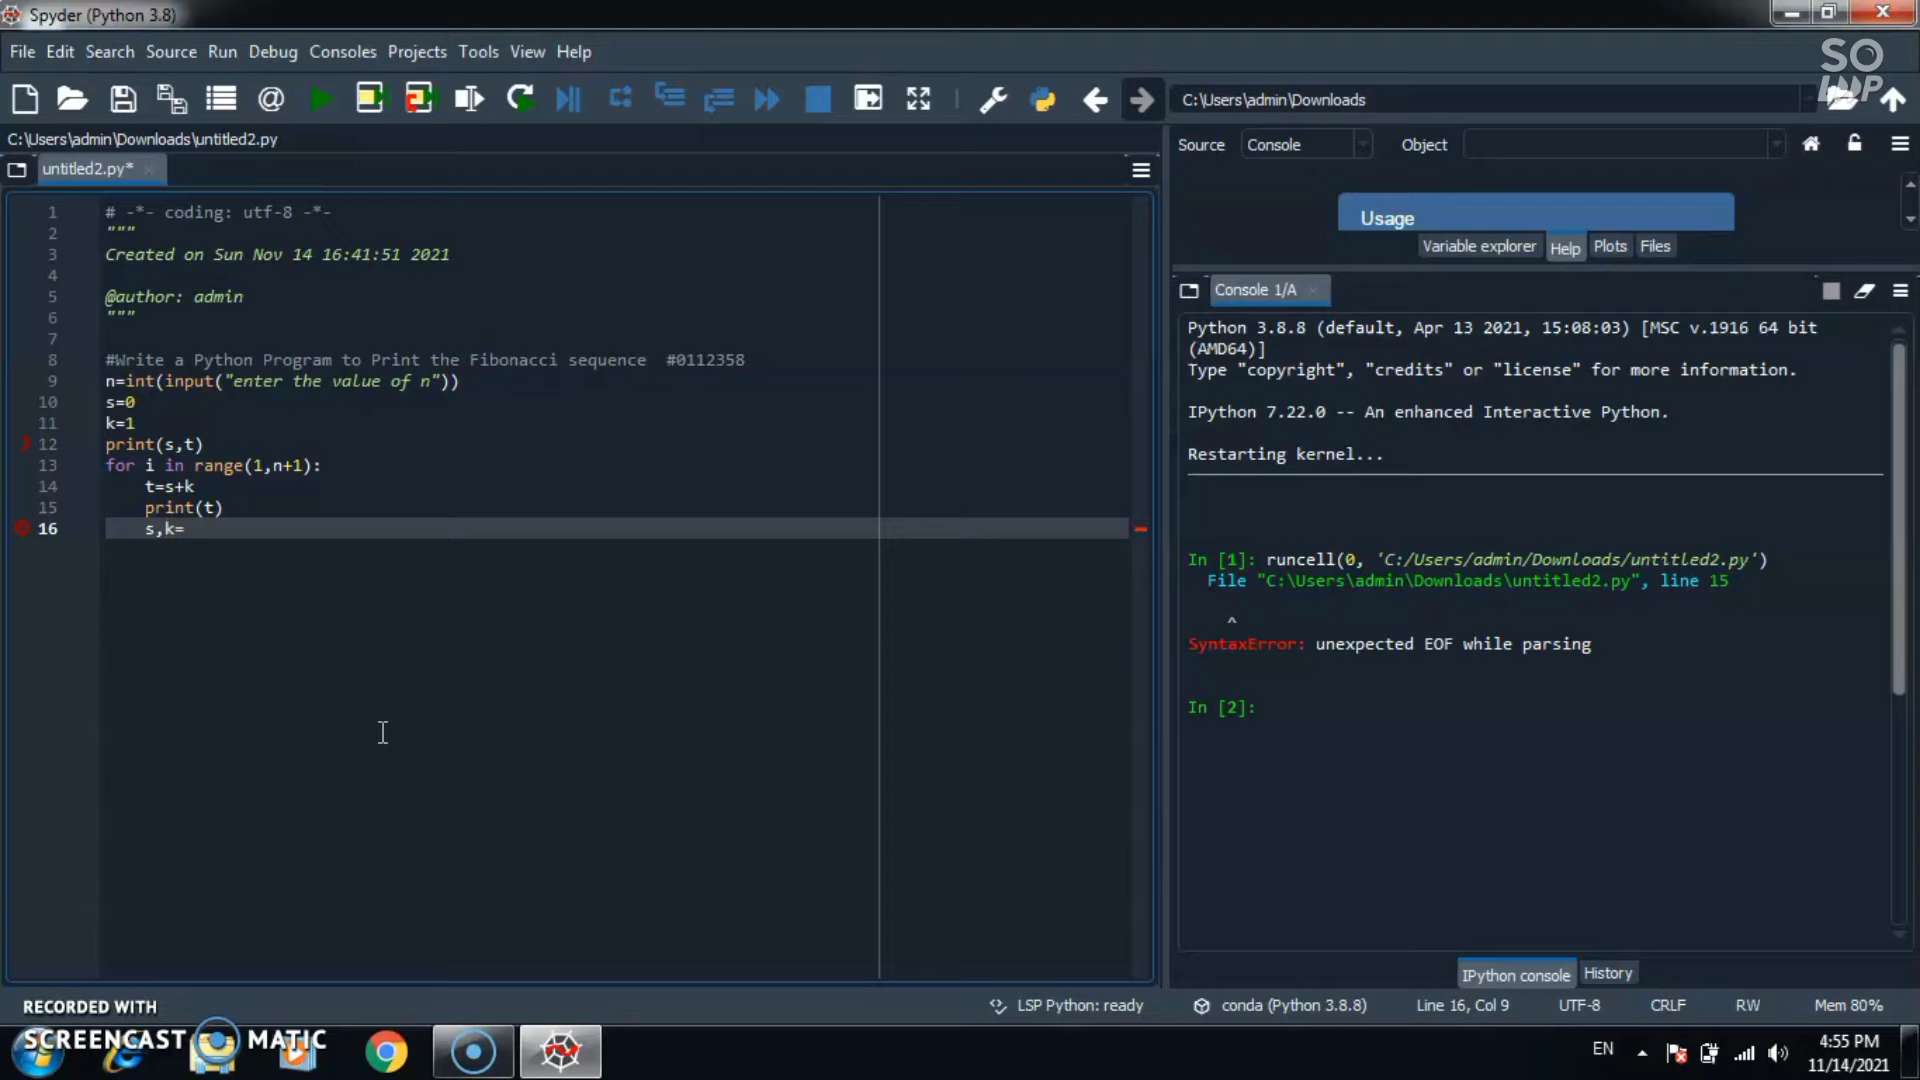 Spyder (Python 3.8)
File Edit Search Source Run Debug Consoles Projects Tools View Help
SO
C:\Users\admin\Downloads
C:\Users\admin\Downloads\untitled2.py
Source Console Object
untitled2.py*
Usage
Variable explorer Help Plots Files
1 # -*- coding: utf-8 -*-
2 """
3 Created on Sun Nov 14 16:41:51 2021
4
5 @author: admin
6 """
7
8 #Write a Python Program to Print the Fibonacci sequence  #0112358
9 n=int(input("enter the value of n"))
10 s=0
11 k=1
12 print(s,t)
13 for i in range(1,n+1):
14     t=s+k
15     print(t)
16     s,k=
Console 1/A
Python 3.8.8 (default, Apr 13 2021, 15:08:03) [MSC v.1916 64 bit
(AMD64)]
Type "copyright", "credits" or "license" for more information.
IPython 7.22.0 -- An enhanced Interactive Python.
Restarting kernel...
In [1]: runcell(0, 'C:/Users/admin/Downloads/untitled2.py')
File "C:\Users\admin\Downloads\untitled2.py", line 15
^
SyntaxError: unexpected EOF while parsing
In [2]:
IPython console History
LSP Python: ready conda (Python 3.8.8) Line 16, Col 9 UTF-8 CRLF RW Mem 80%
RECORDED WITH
SCREENCAST MATIC
EN
4:55 PM
11/14/2021